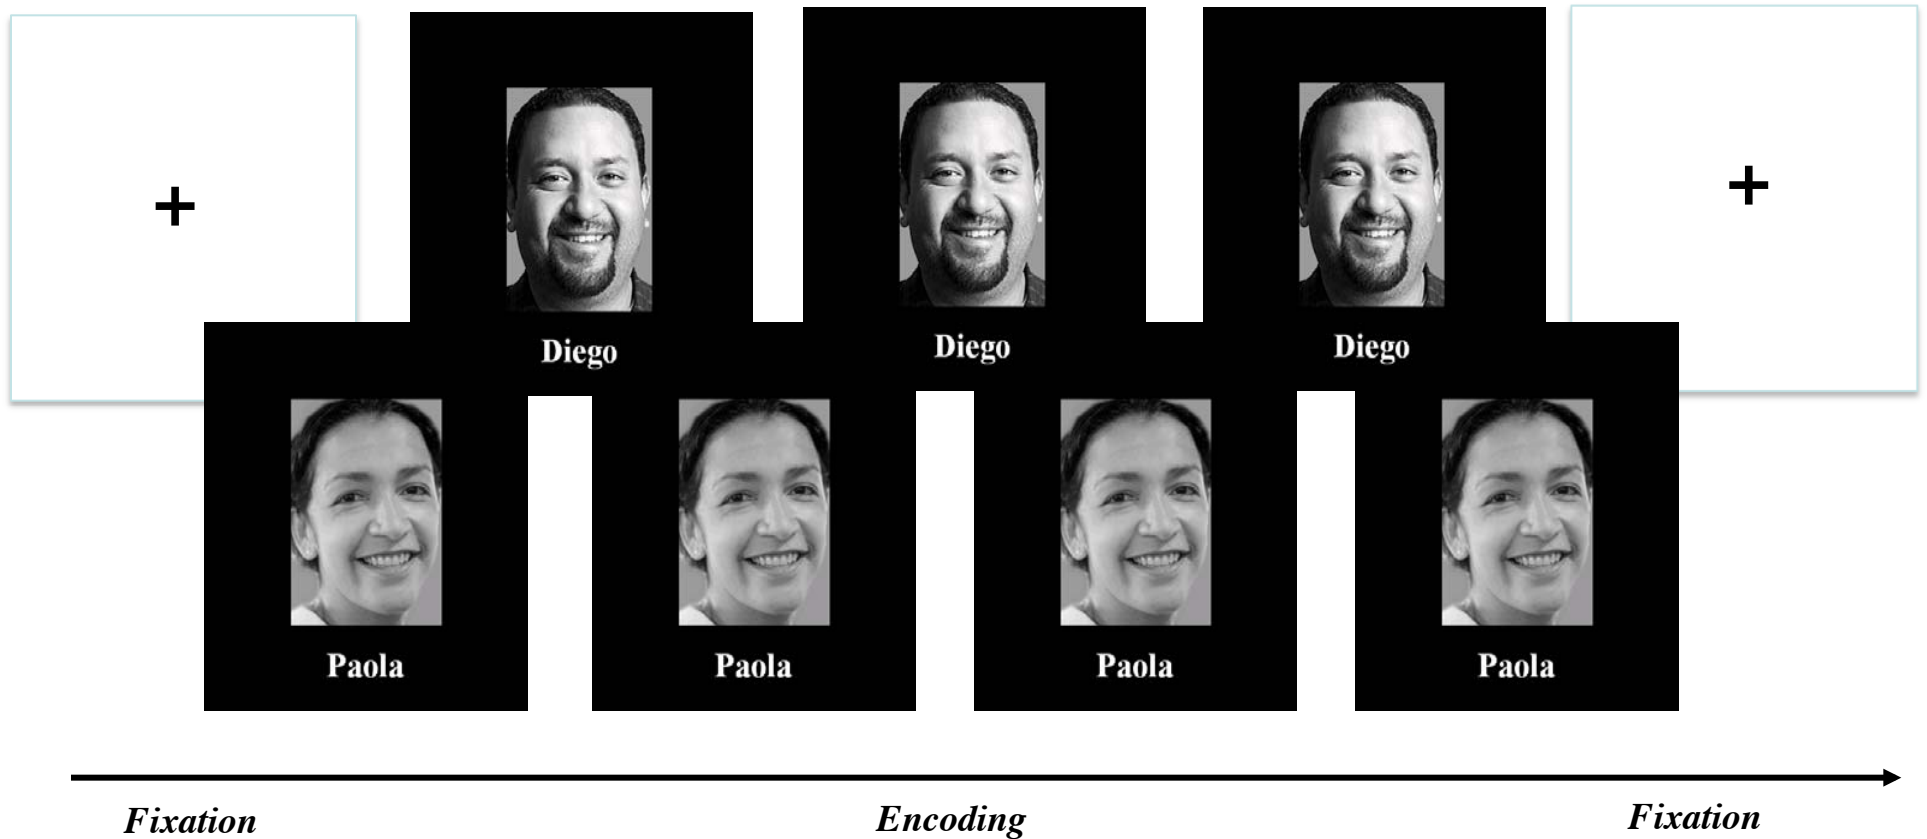 +
+
Diego
Diego
Diego
Paola
Paola
Paola
Paola
Fixation
Encoding
Fixation